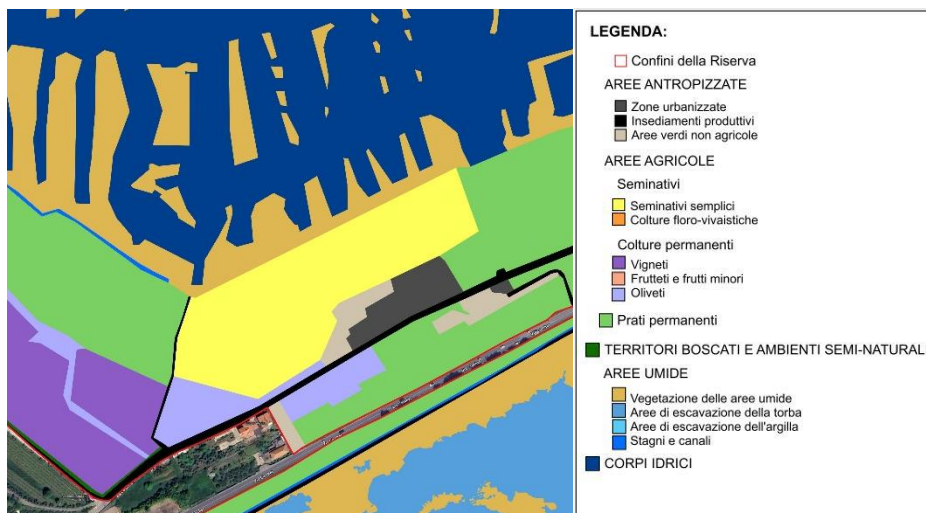 LEGENDA:
Confini della Riserva
AREE ANTROPIZZATE
Zone urbanizzate
Insediamenti produttivi
Aree verdi non agricole
AREE AGRICOLE
Seminativi
Seminativi semplici
Colture floro-vivaistiche
Colture permanenti
Vigneti
Frutteti e frutti minori
Oliveti
Prati permanenti
TERRITORI BOSCATI E AMBIENTI SEMI-NATURAL
AREE UMIDE
Vegetazione delle aree umide
Aree di escavazione della torba
Aree di escavazione dell'argilla
Stagni e canali
CORPI IDRICI